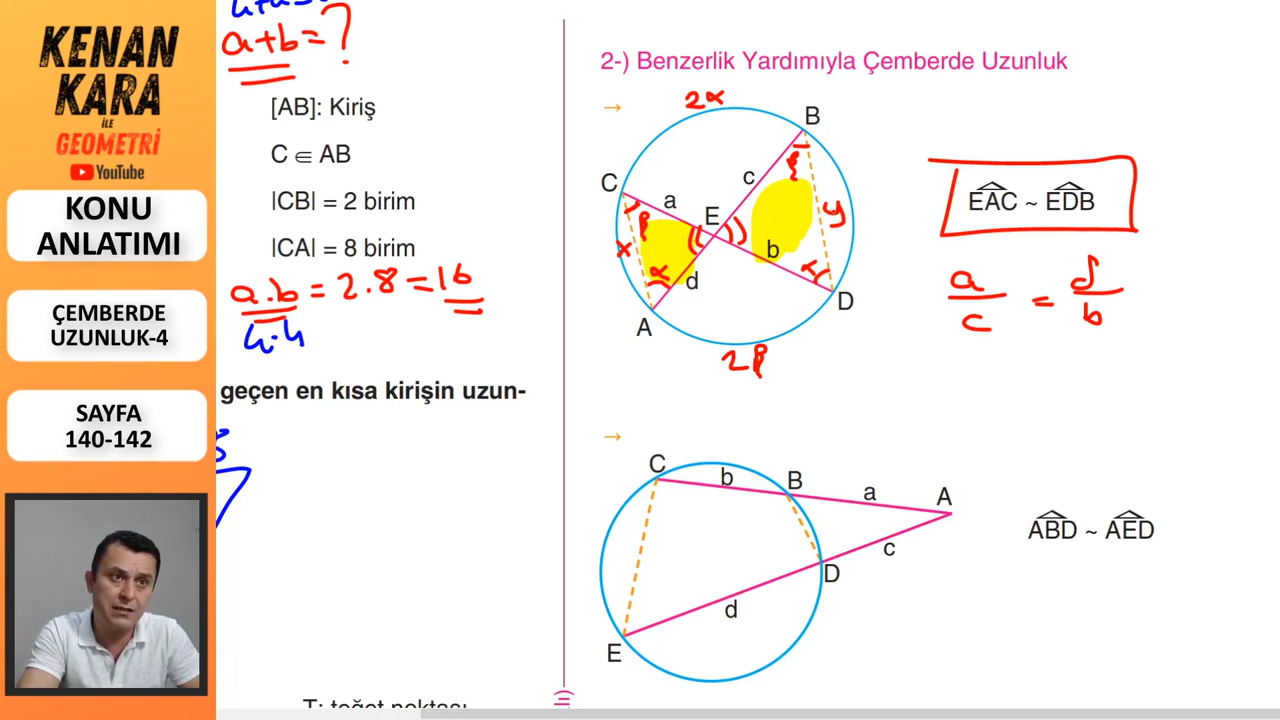 KENAN
KARA
İLE
GEOMETRİ
YouTube
KONU
ANLATIMI
ÇEMBERDE
UZUNLUK-4
SAYFA
140-142
a+b=?
[AB]: Kiriş
C ∈ AB
|CB| = 2 birim
|CA| = 8 birim
a.b = 2.8 = 16
4.4
geçen en kısa kirişin uzun-
T: teğet noktası
2-) Benzerlik Yardımıyla Çemberde Uzunluk
→
2α
B
C
a
c
β
β
E
x
y
α
d
b
α
A
D
2β
EAC ~ EDB
a/c = d/b
→
C
b
B
a
A
c
D
d
E
ABD ~ AED